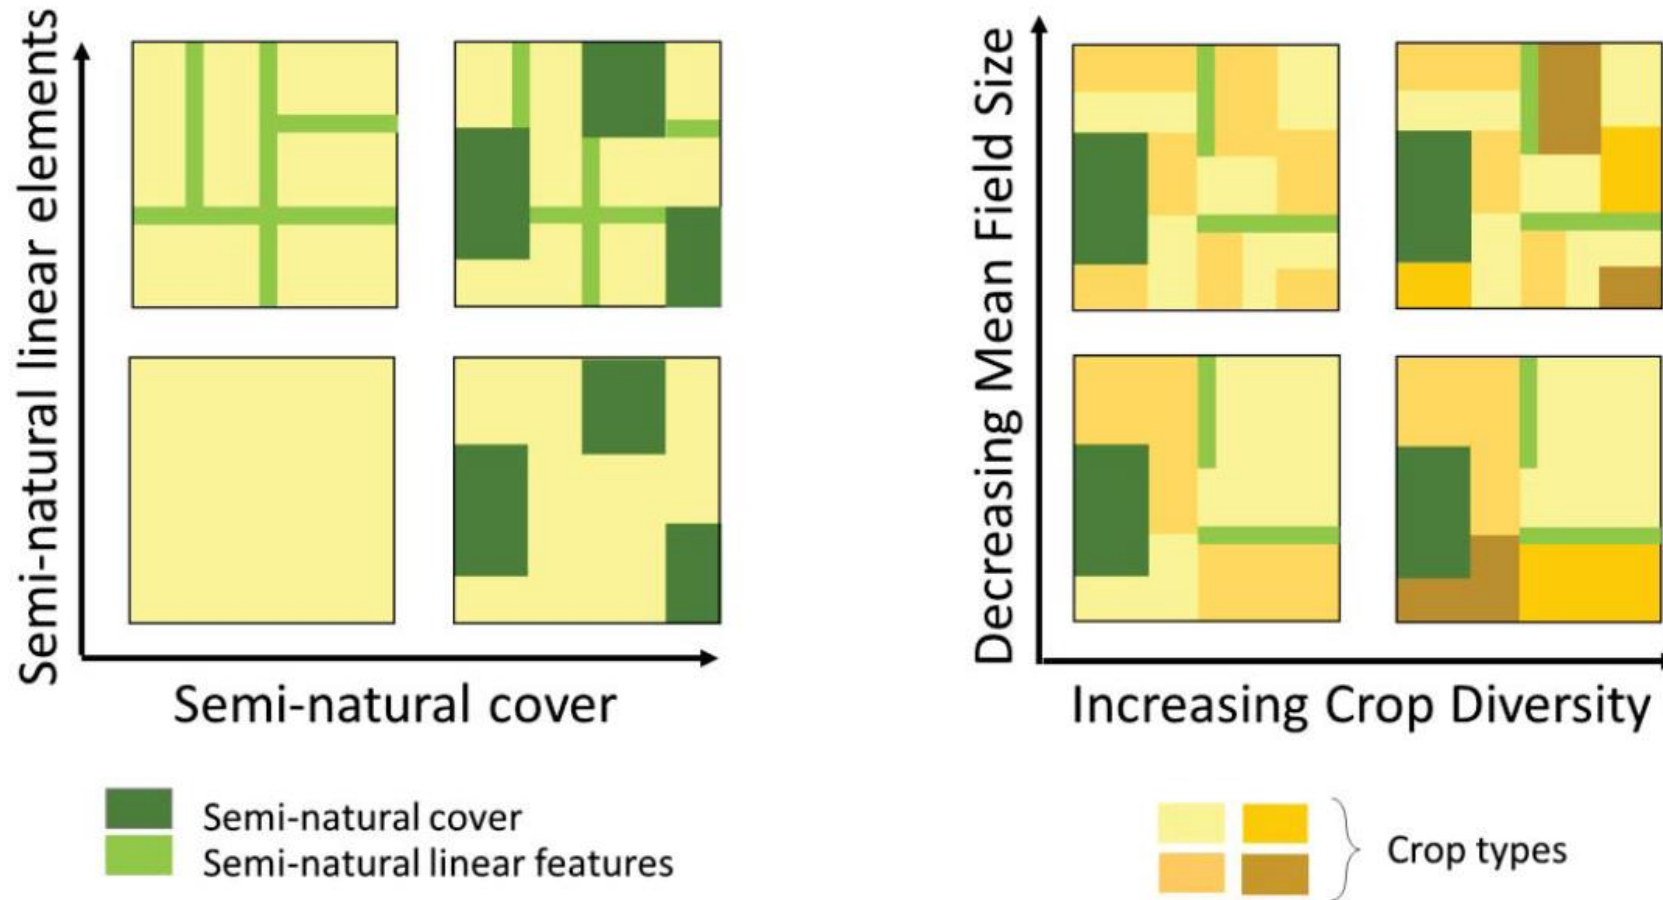 Semi-natural linear elements
Semi-natural cover
Semi-natural cover
Semi-natural linear features
Decreasing Mean Field Size
Increasing Crop Diversity
Crop types